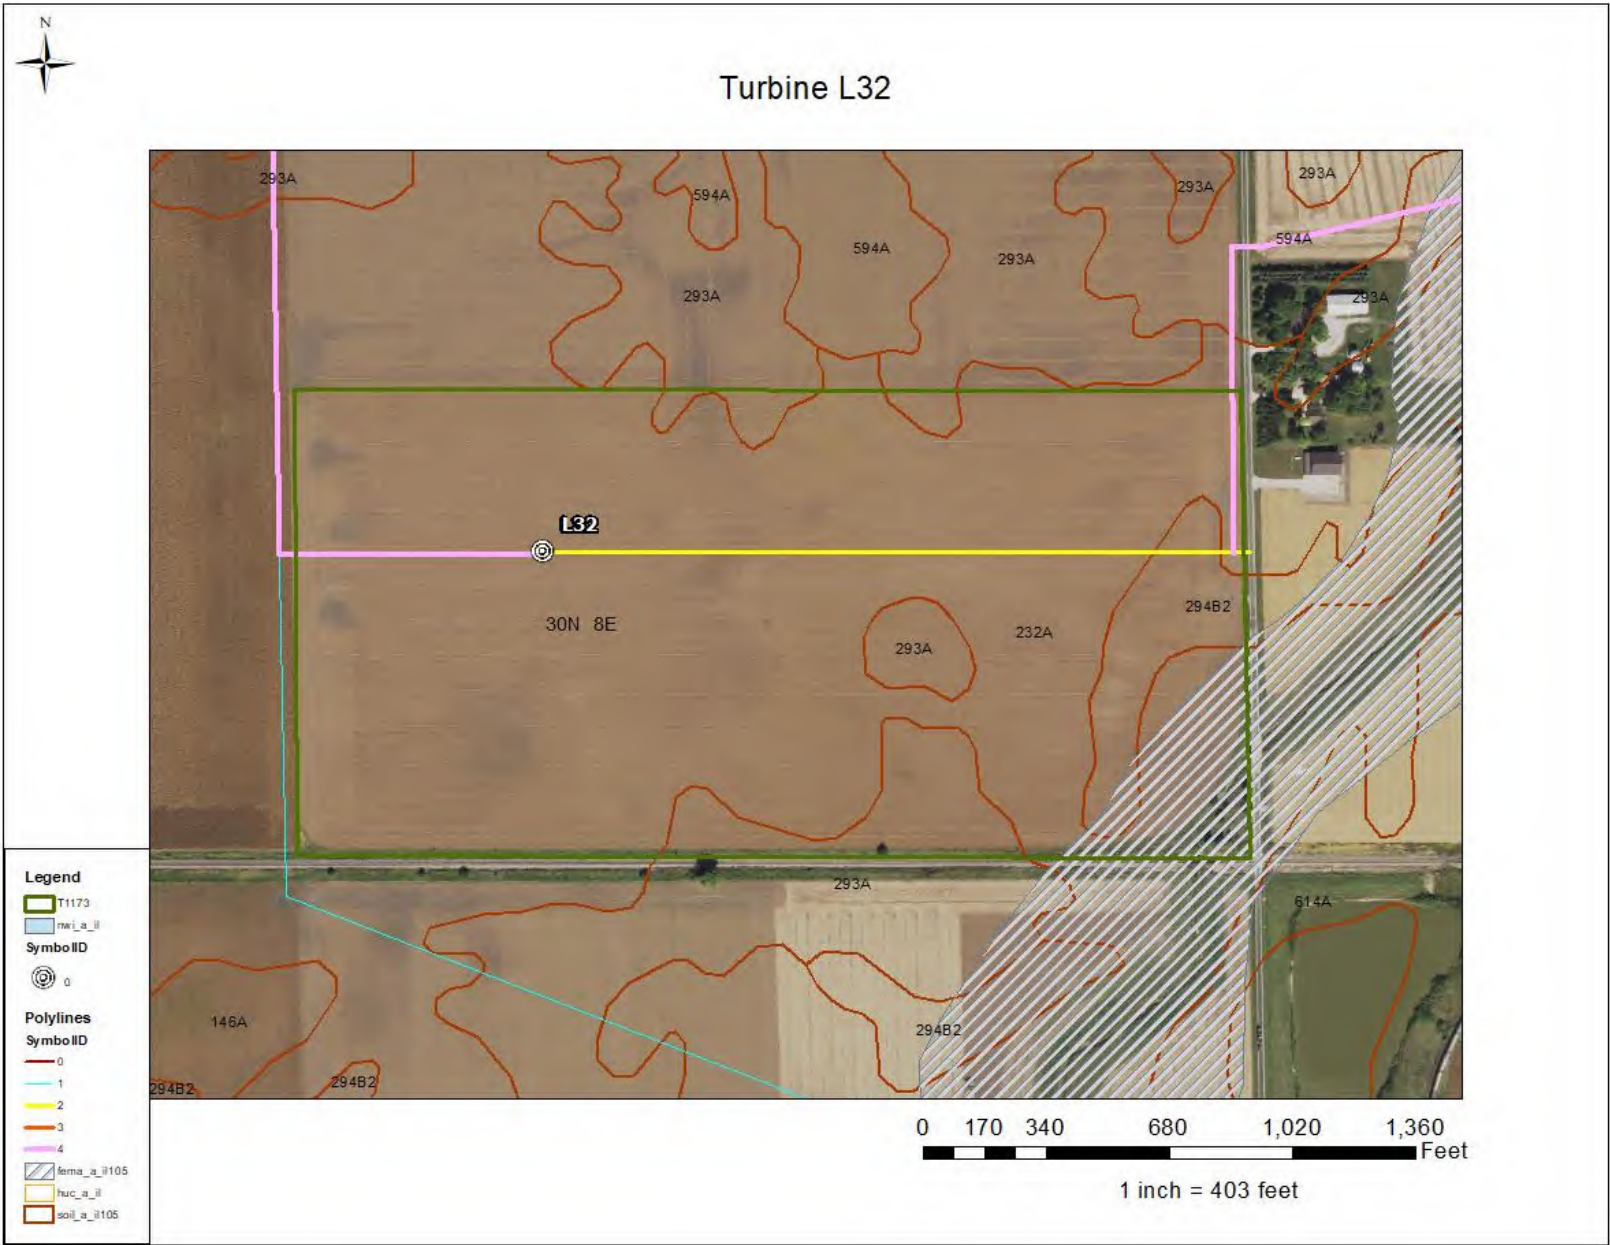 N
Turbine L32
293A
594A
293A
293A
594A
293A
594A
293A
293A
L32
30N 8E
293A
232A
294B2
293A
614A
146A
294B2
294B2
294B2
Legend
T1173
nwi_a_il
SymbolID
0
Polylines
SymbolID
0
1
2
3
4
fema_a_il105
huc_a_il
soil_a_il105
0 170 340 680 1,020 1,360
Feet
1 inch = 403 feet